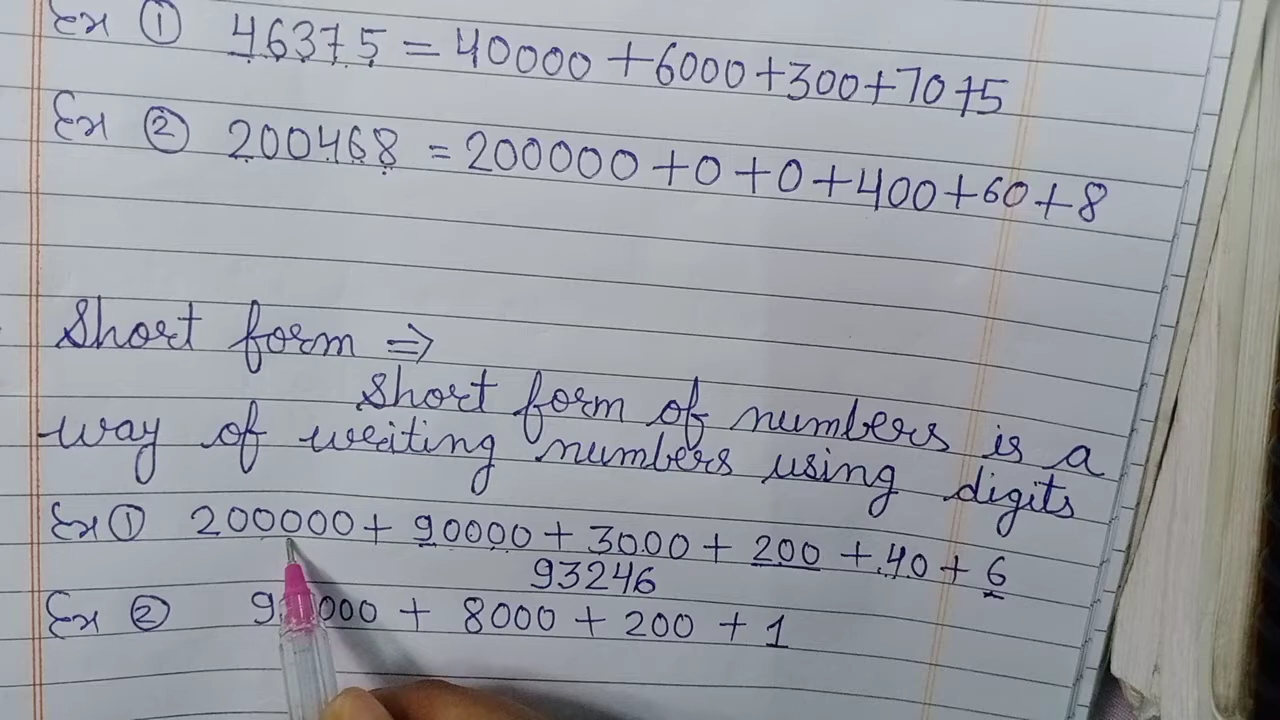 Ex ① 46375 = 40000 + 6000 + 300 + 70 + 5
Ex ② 200468 = 200000 + 0 + 0 + 400 + 60 + 8
Short form ⇒
Short form of numbers is a
way of writing numbers using digits
Ex ① 200000 + 90000 + 3000 + 200 + 40 + 6
93246
Ex ② 8000 + 200 + 1